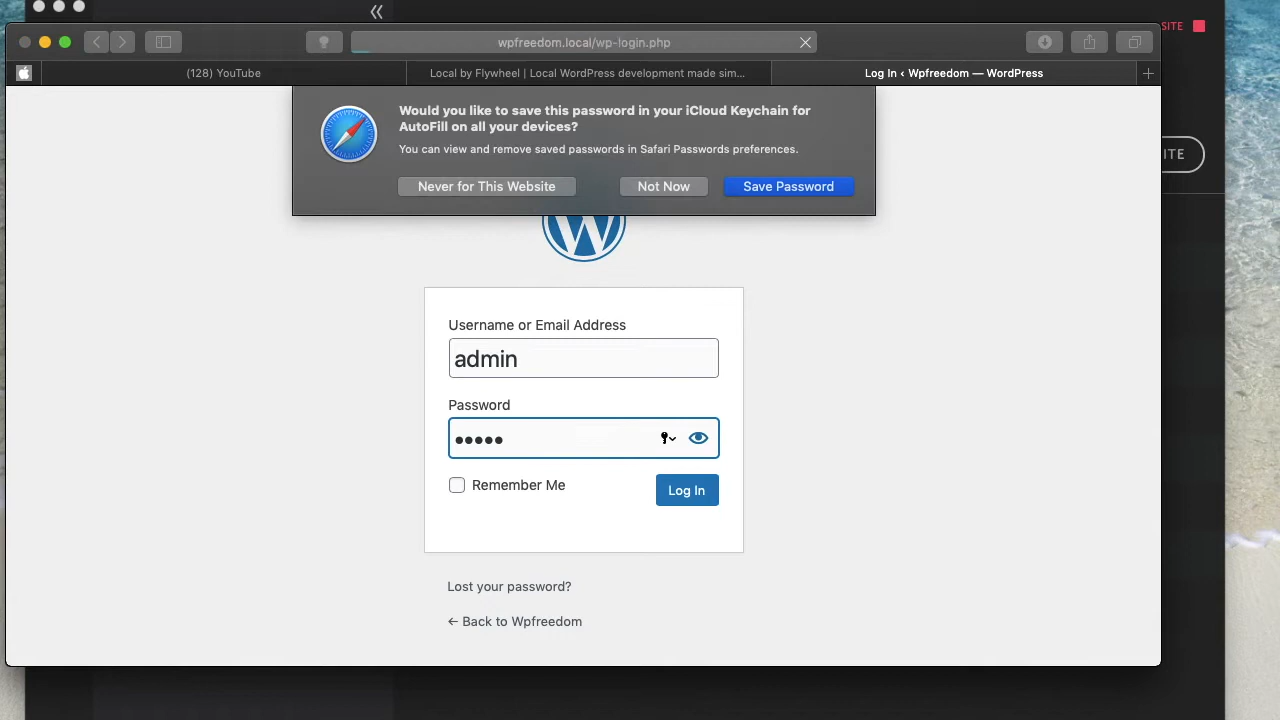 SITE
wpfreedom.local/wp-login.php
(128) YouTube
Local by Flywheel | Local WordPress development made sim...
Log In ‹ Wpfreedom — WordPress
Would you like to save this password in your iCloud Keychain for
AutoFill on all your devices?
You can view and remove saved passwords in Safari Passwords preferences.
ITE
Never for This Website
Not Now
Save Password
Username or Email Address
admin
Password
Remember Me
Log In
Lost your password?
← Back to Wpfreedom